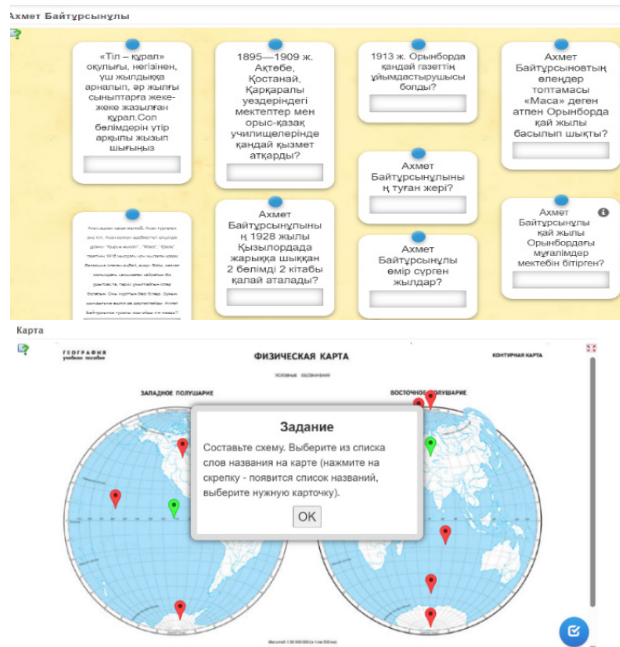 Ахмет Байтұрсынұлы
«Тіл – құрал»
оқулығы, негізінен,
үш жылдыққа
арналып, әр жылғы
сыныптарға жеке-
жеке жазылған
құрал.Сол
бөлімдерін үтір
арқылы жызып
шығыңыз
1895—1909 ж.
Ақтөбе,
Қостанай,
Қарқаралы
уездеріндегі
мектептер мен
орыс-қазақ
училищелерінде
қандай қызмет
атқарды?
1913 ж. Орынборда
қандай газеттің
ұйымдастырушысы
болды?
Ахмет
Байтұрсыновтың
өлеңдер
топтамасы
«Маса» деген
атпен Орынборда
қай жылы
басылып шықты?
Ахмет
Байтұрсынұлыны
ң туған жері?
Ахмет
Байтұрсынұлыны
ң 1928 жылы
Қызылордада
жарыққа шыққан
2 бөлімді 2 кітабы
қалай аталады?
Ахмет
Байтұрсынұлы
өмір сүрген
жылдар?
Ахмет
Байтұрсынұлы
қай жылы
Орынбордағы
мұғалімдер
мектебін бітірген?
Карта
ГЕОГРАФИЯ
учебное пособие
ФИЗИЧЕСКАЯ КАРТА
КОНТУРНАЯ КАРТА
ЗАПАДНОЕ ПОЛУШАРИЕ
ВОСТОЧНОЕ ПОЛУШАРИЕ
Задание
Составьте схему. Выберите из списка
слов названия на карте (нажмите на
скрепку - появится список названий,
выберите нужную карточку).
OK